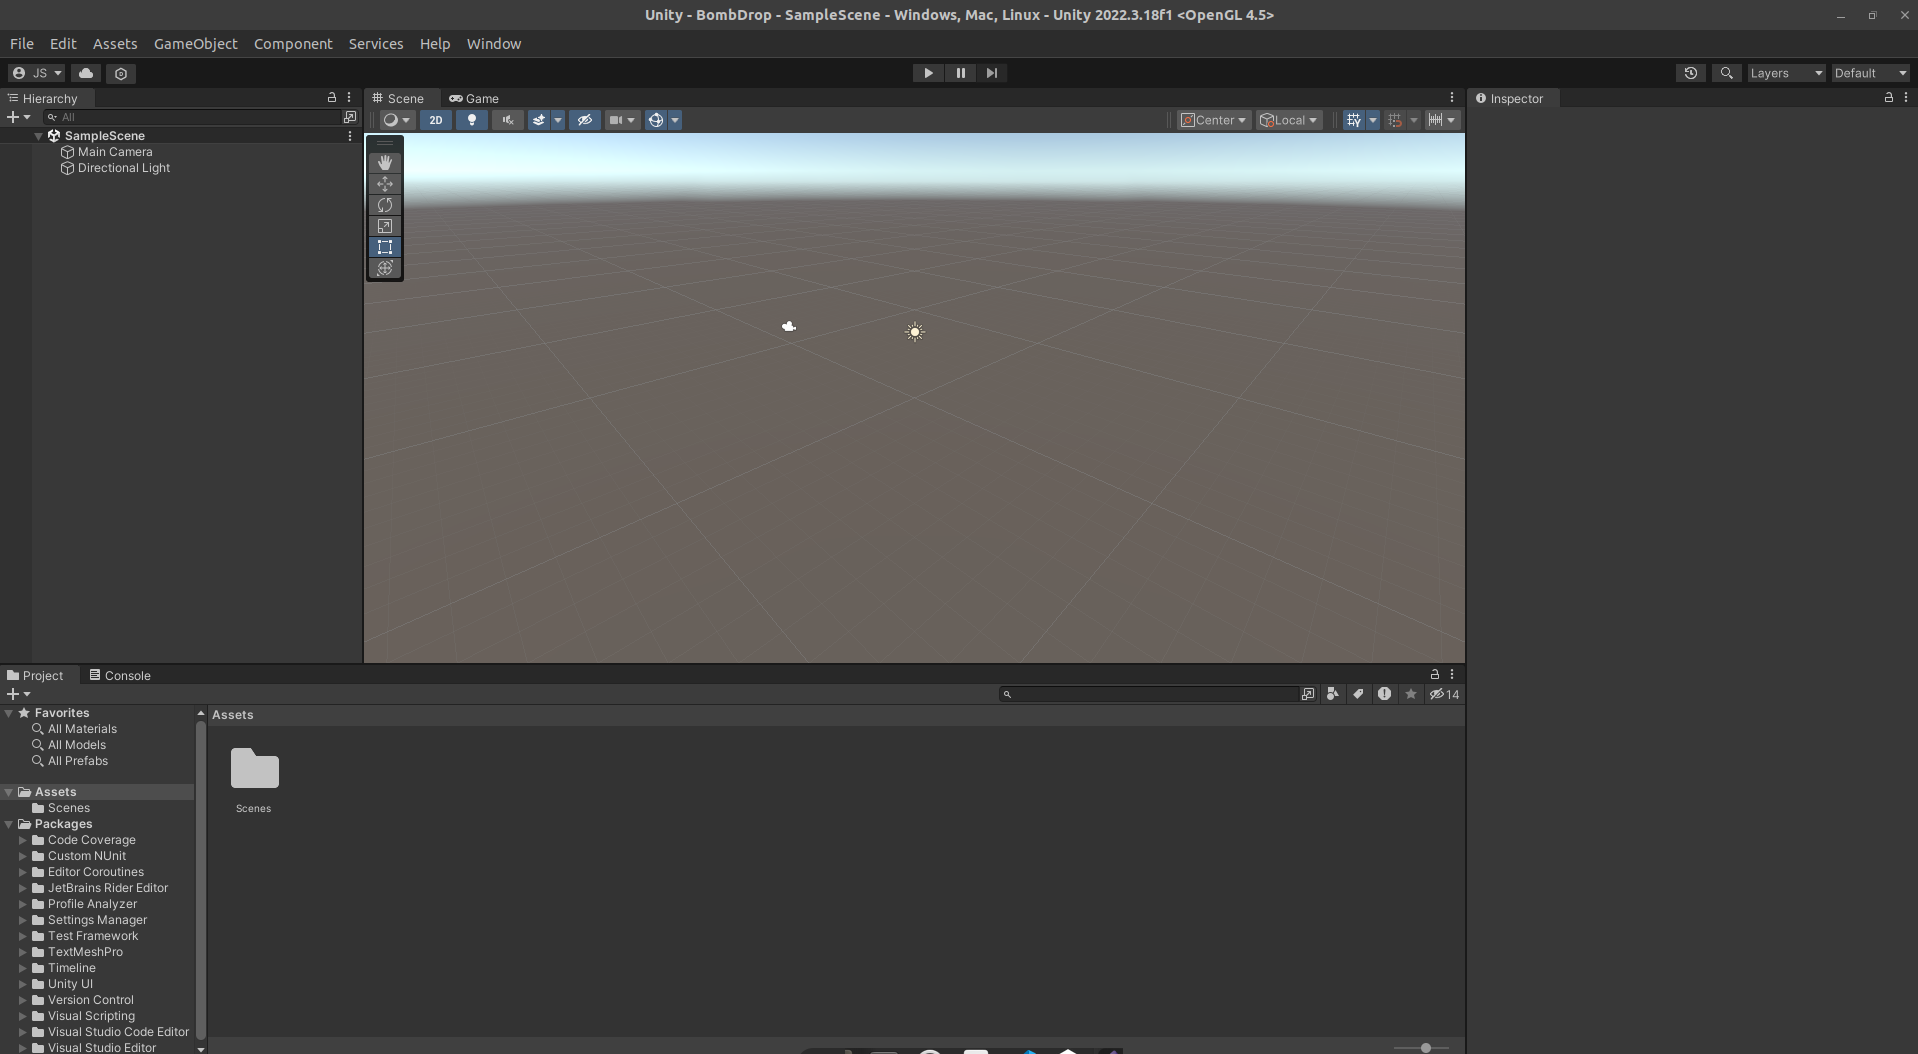 Unity - BombDrop - SampleScene - Windows, Mac, Linux - Unity 2022.3.18f1 <OpenGL 4.5>
File Edit Assets GameObject Component Services Help Window
JS Layers Default
Hierarchy Scene Game Inspector
All 2D Center Local
SampleScene
Main Camera
Directional Light
Project Console
14
Favorites Assets
All Materials
All Models
All Prefabs
Assets
Scenes Scenes
Packages
Code Coverage
Custom NUnit
Editor Coroutines
JetBrains Rider Editor
Profile Analyzer
Settings Manager
Test Framework
TextMeshPro
Timeline
Unity UI
Version Control
Visual Scripting
Visual Studio Code Editor
Visual Studio Editor